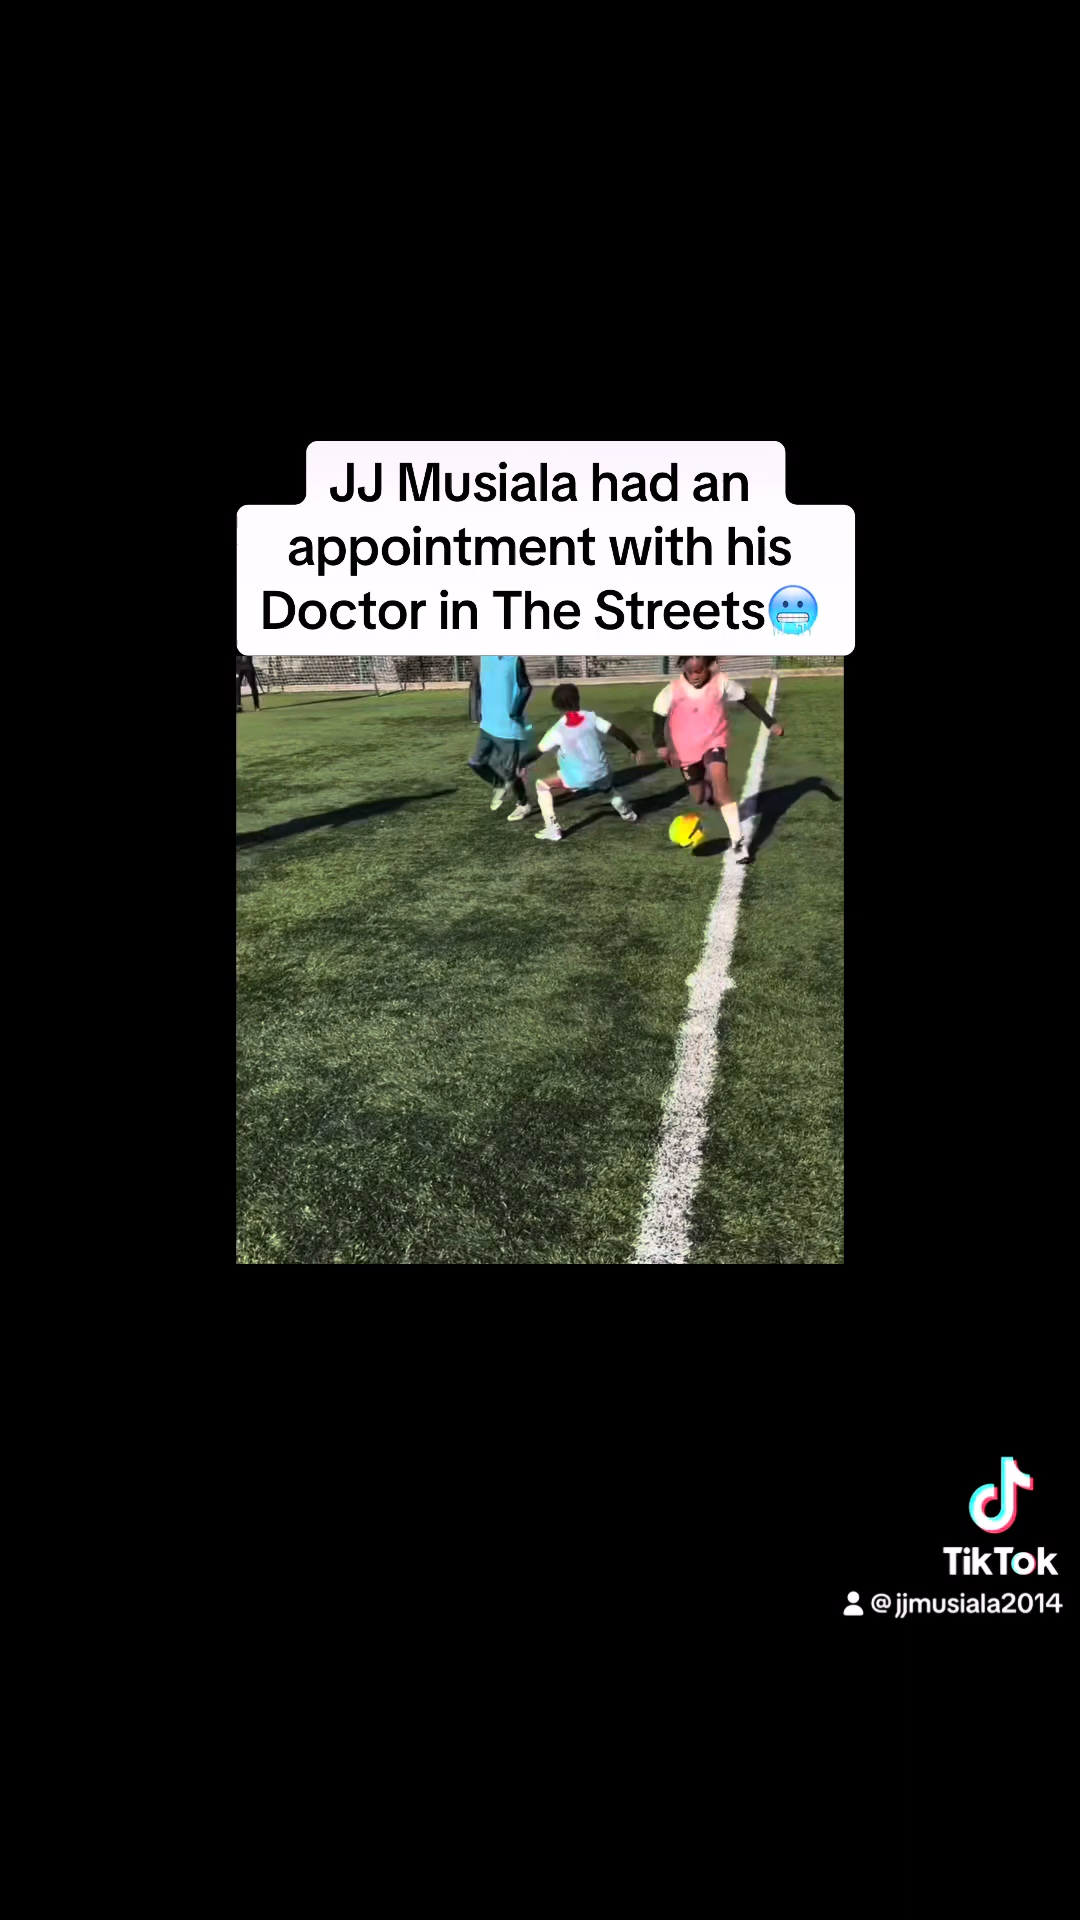 JJ Musiala had an
appointment with his
Doctor in The Streets🥶
TikTok
@jjmusiala2014